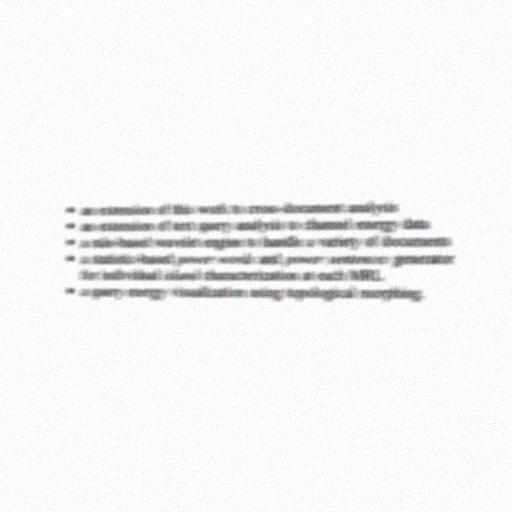 - an extension of this work to cross-document analysis
- an extension of text query analysis to channel energy data
- a rule-based wavelet engine to handle a variety of documents
- a statistic-based power words and power sentences generator
for individual island characterization at each MRL.
- a query energy visualization using topological morphing.